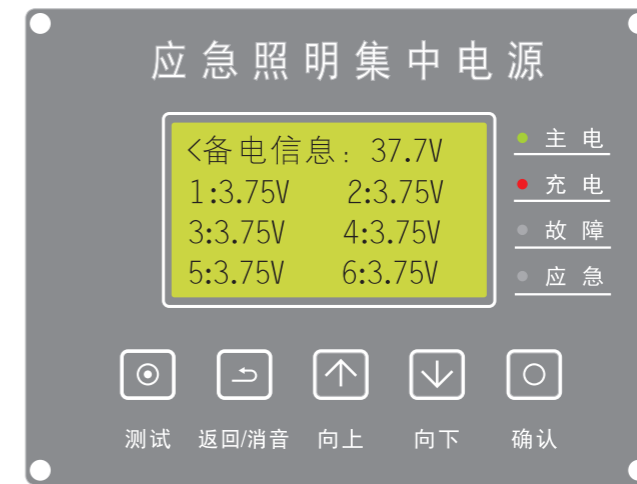 应急照明集中电源
<备电信息: 37.7V
1:3.75V 2:3.75V
3:3.75V 4:3.75V
5:3.75V 6:3.75V
主电
充电
故障
应急
测试 返回/消音 向上 向下 确认